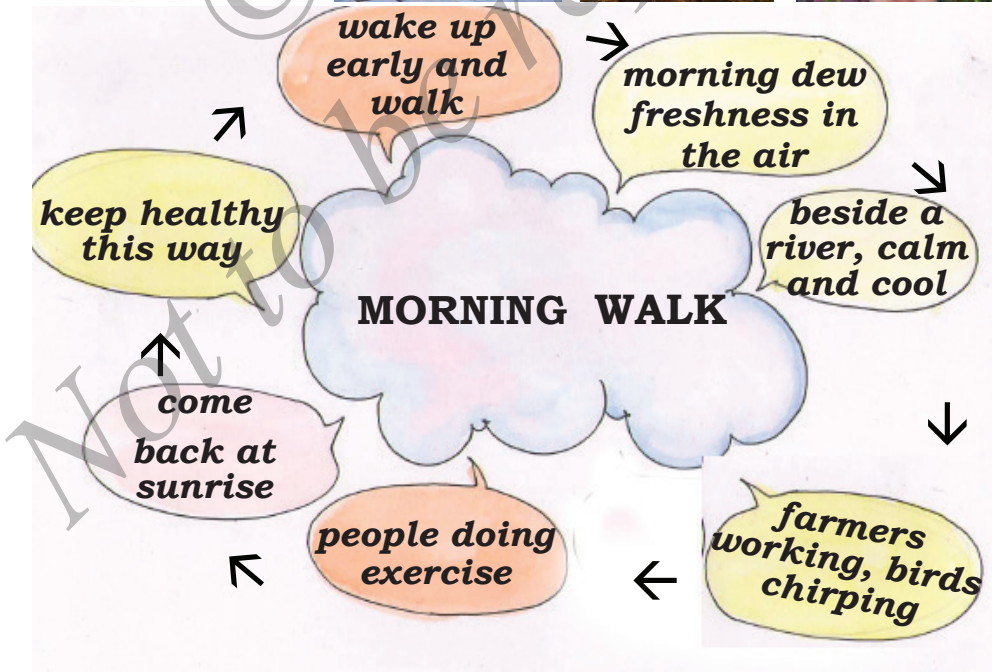 wake up
early and
walk
morning dew
freshness in
the air
beside a
river, calm
and cool
farmers
working, birds
chirping
people doing
exercise
come
back at
sunrise
keep healthy
this way
MORNING WALK
©
Not to be re